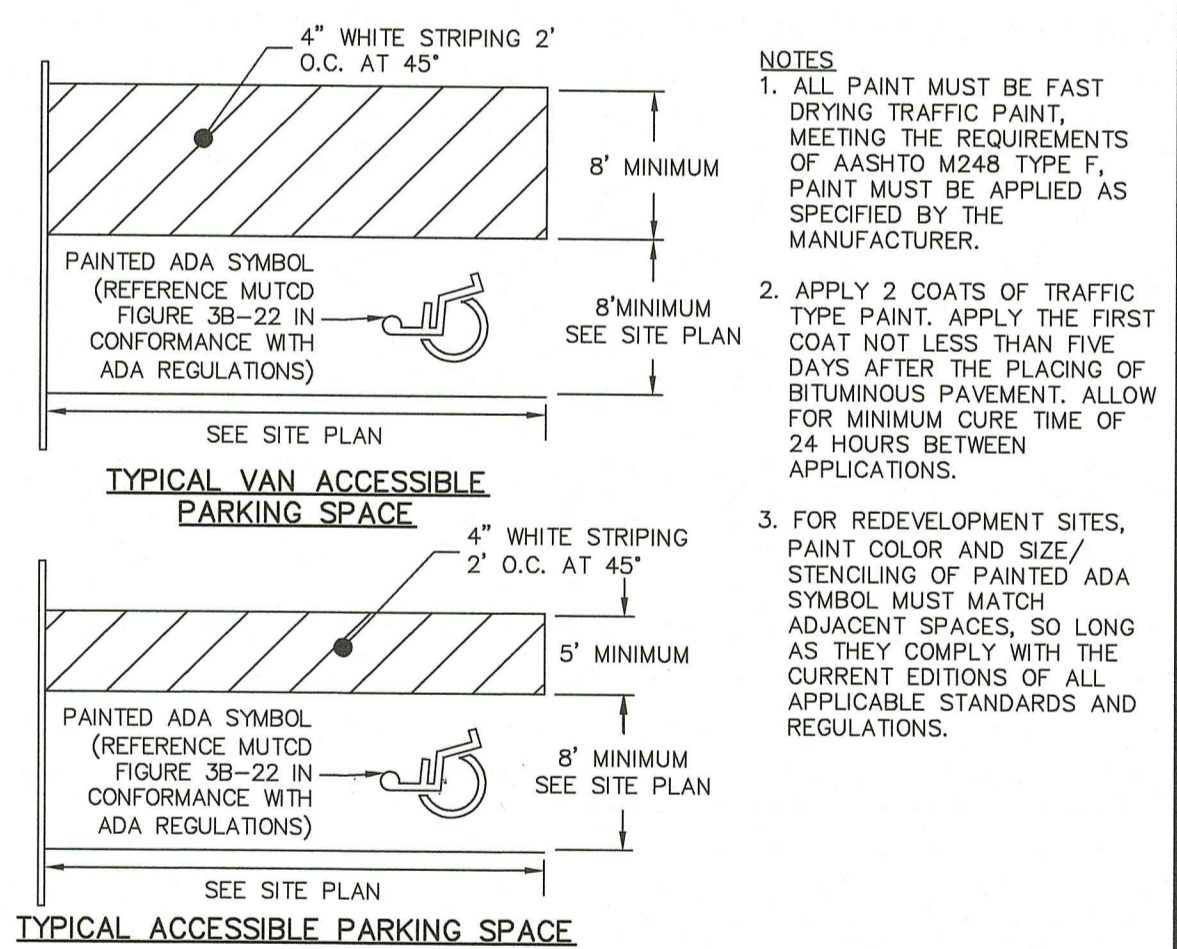 4" WHITE STRIPING 2'
O.C. AT 45°
8' MINIMUM
PAINTED ADA SYMBOL
(REFERENCE MUTCD
FIGURE 3B-22 IN
CONFORMANCE WITH
ADA REGULATIONS)
8'MINIMUM
SEE SITE PLAN
SEE SITE PLAN
TYPICAL VAN ACCESSIBLE
PARKING SPACE
4" WHITE STRIPING
2' O.C. AT 45°
5' MINIMUM
PAINTED ADA SYMBOL
(REFERENCE MUTCD
FIGURE 3B-22 IN
CONFORMANCE WITH
ADA REGULATIONS)
8' MINIMUM
SEE SITE PLAN
SEE SITE PLAN
TYPICAL ACCESSIBLE PARKING SPACE
NOTES
1. ALL PAINT MUST BE FAST
DRYING TRAFFIC PAINT,
MEETING THE REQUIREMENTS
OF AASHTO M248 TYPE F,
PAINT MUST BE APPLIED AS
SPECIFIED BY THE
MANUFACTURER.
2. APPLY 2 COATS OF TRAFFIC
TYPE PAINT. APPLY THE FIRST
COAT NOT LESS THAN FIVE
DAYS AFTER THE PLACING OF
BITUMINOUS PAVEMENT. ALLOW
FOR MINIMUM CURE TIME OF
24 HOURS BETWEEN
APPLICATIONS.
3. FOR REDEVELOPMENT SITES,
PAINT COLOR AND SIZE/
STENCILING OF PAINTED ADA
SYMBOL MUST MATCH
ADJACENT SPACES, SO LONG
AS THEY COMPLY WITH THE
CURRENT EDITIONS OF ALL
APPLICABLE STANDARDS AND
REGULATIONS.